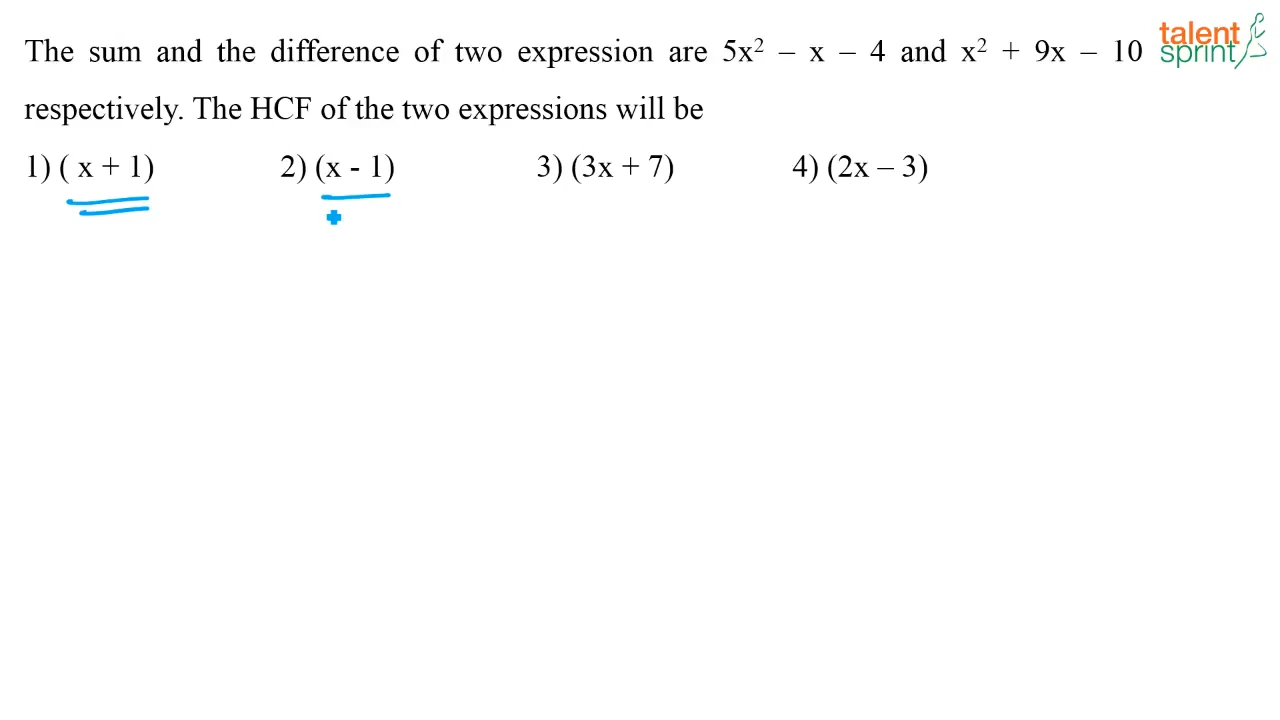 talent
sprint
The sum and the difference of two expression are 5x² – x – 4 and x² + 9x – 10
respectively. The HCF of the two expressions will be
1) ( x + 1) 2) (x - 1) 3) (3x + 7) 4) (2x – 3)